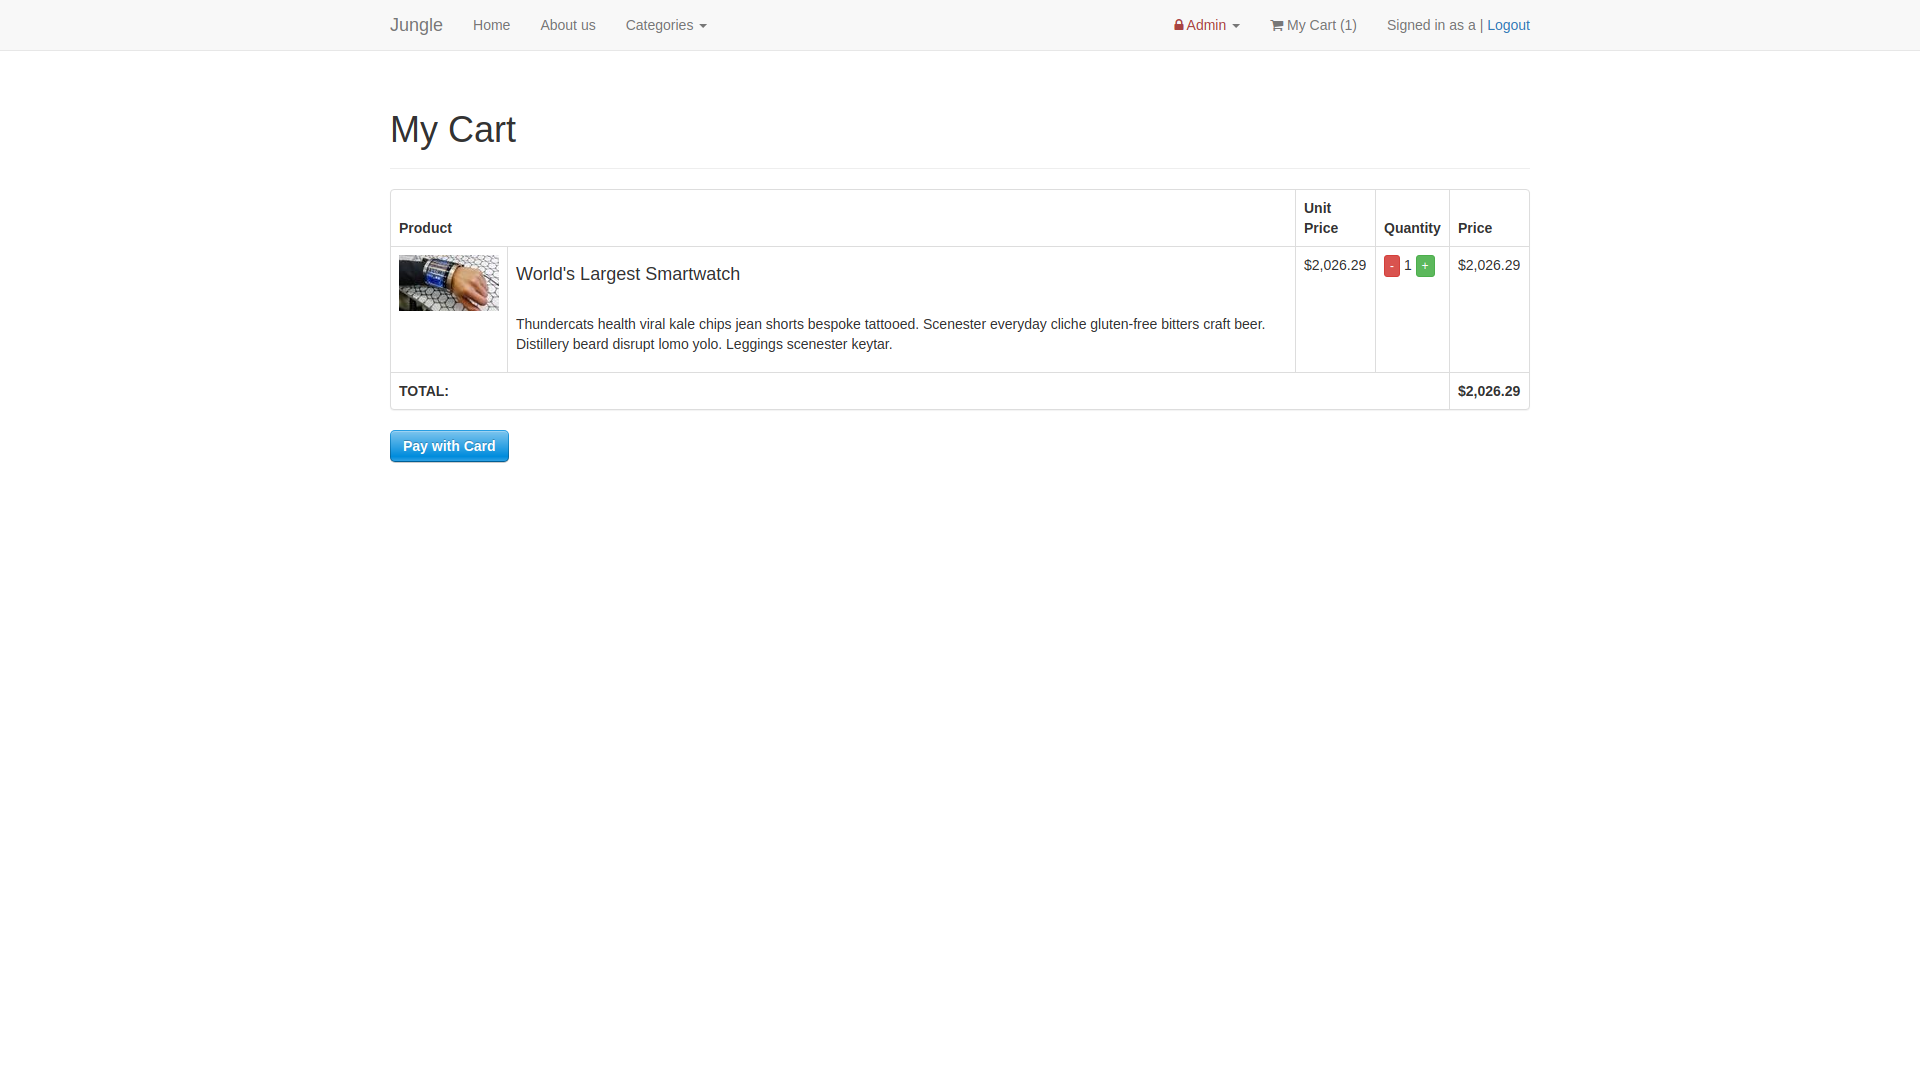 Jungle Home About us Categories Admin My Cart (1) Signed in as a | Logout
My Cart
Product Unit Price Quantity Price
World's Largest Smartwatch $2,026.29 - 1 + $2,026.29
Thundercats health viral kale chips jean shorts bespoke tattooed. Scenester everyday cliche gluten-free bitters craft beer.
Distillery beard disrupt lomo yolo. Leggings scenester keytar.
TOTAL: $2,026.29
Pay with Card